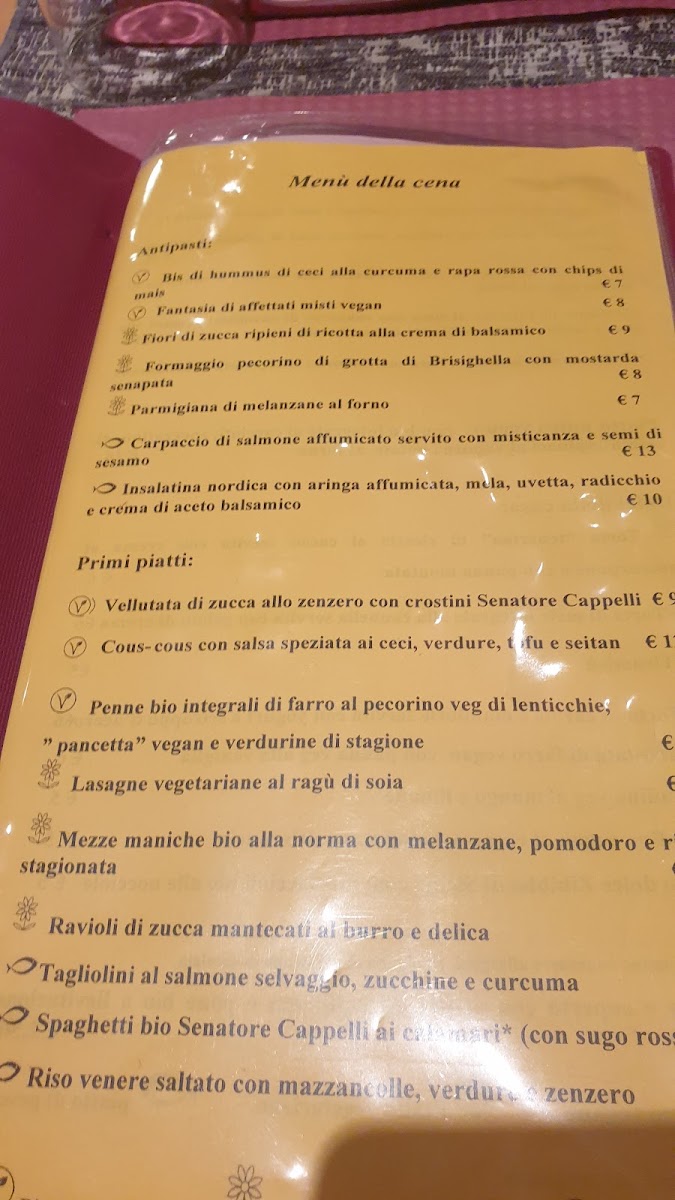 Menù della cena
Antipasti:
Bis di hummus di ceci alla curcuma e rapa rossa con chips di
mais € 7
Fantasia di affettati misti vegan € 8
Fiori di zucca ripieni di ricotta alla crema di balsamico € 9
Formaggio pecorino di grotta di Brisighella con mostarda
senapata € 8
Parmigiana di melanzane al forno € 7
Carpaccio di salmone affumicato servito con misticanza e semi di
sesamo € 13
Insalatina nordica con aringa affumicata, mela, uvetta, radicchio
e crema di aceto balsamico € 10
Primi piatti:
Vellutata di zucca allo zenzero con crostini Senatore Cappelli € 9
Cous-cous con salsa speziata ai ceci, verdure, tofu e seitan € 1
Penne bio integrali di farro al pecorino veg di lenticchie,
" pancetta" vegan e verdurine di stagione €
Lasagne vegetariane al ragù di soia €
Mezze maniche bio alla norma con melanzane, pomodoro e r
stagionata
Ravioli di zucca mantecati al burro e delica
Tagliolini al salmone selvaggio, zucchine e curcuma
Spaghetti bio Senatore Cappelli ai calamari* (con sugo ross
Riso venere saltato con mazzancolle, verdure e zenzero